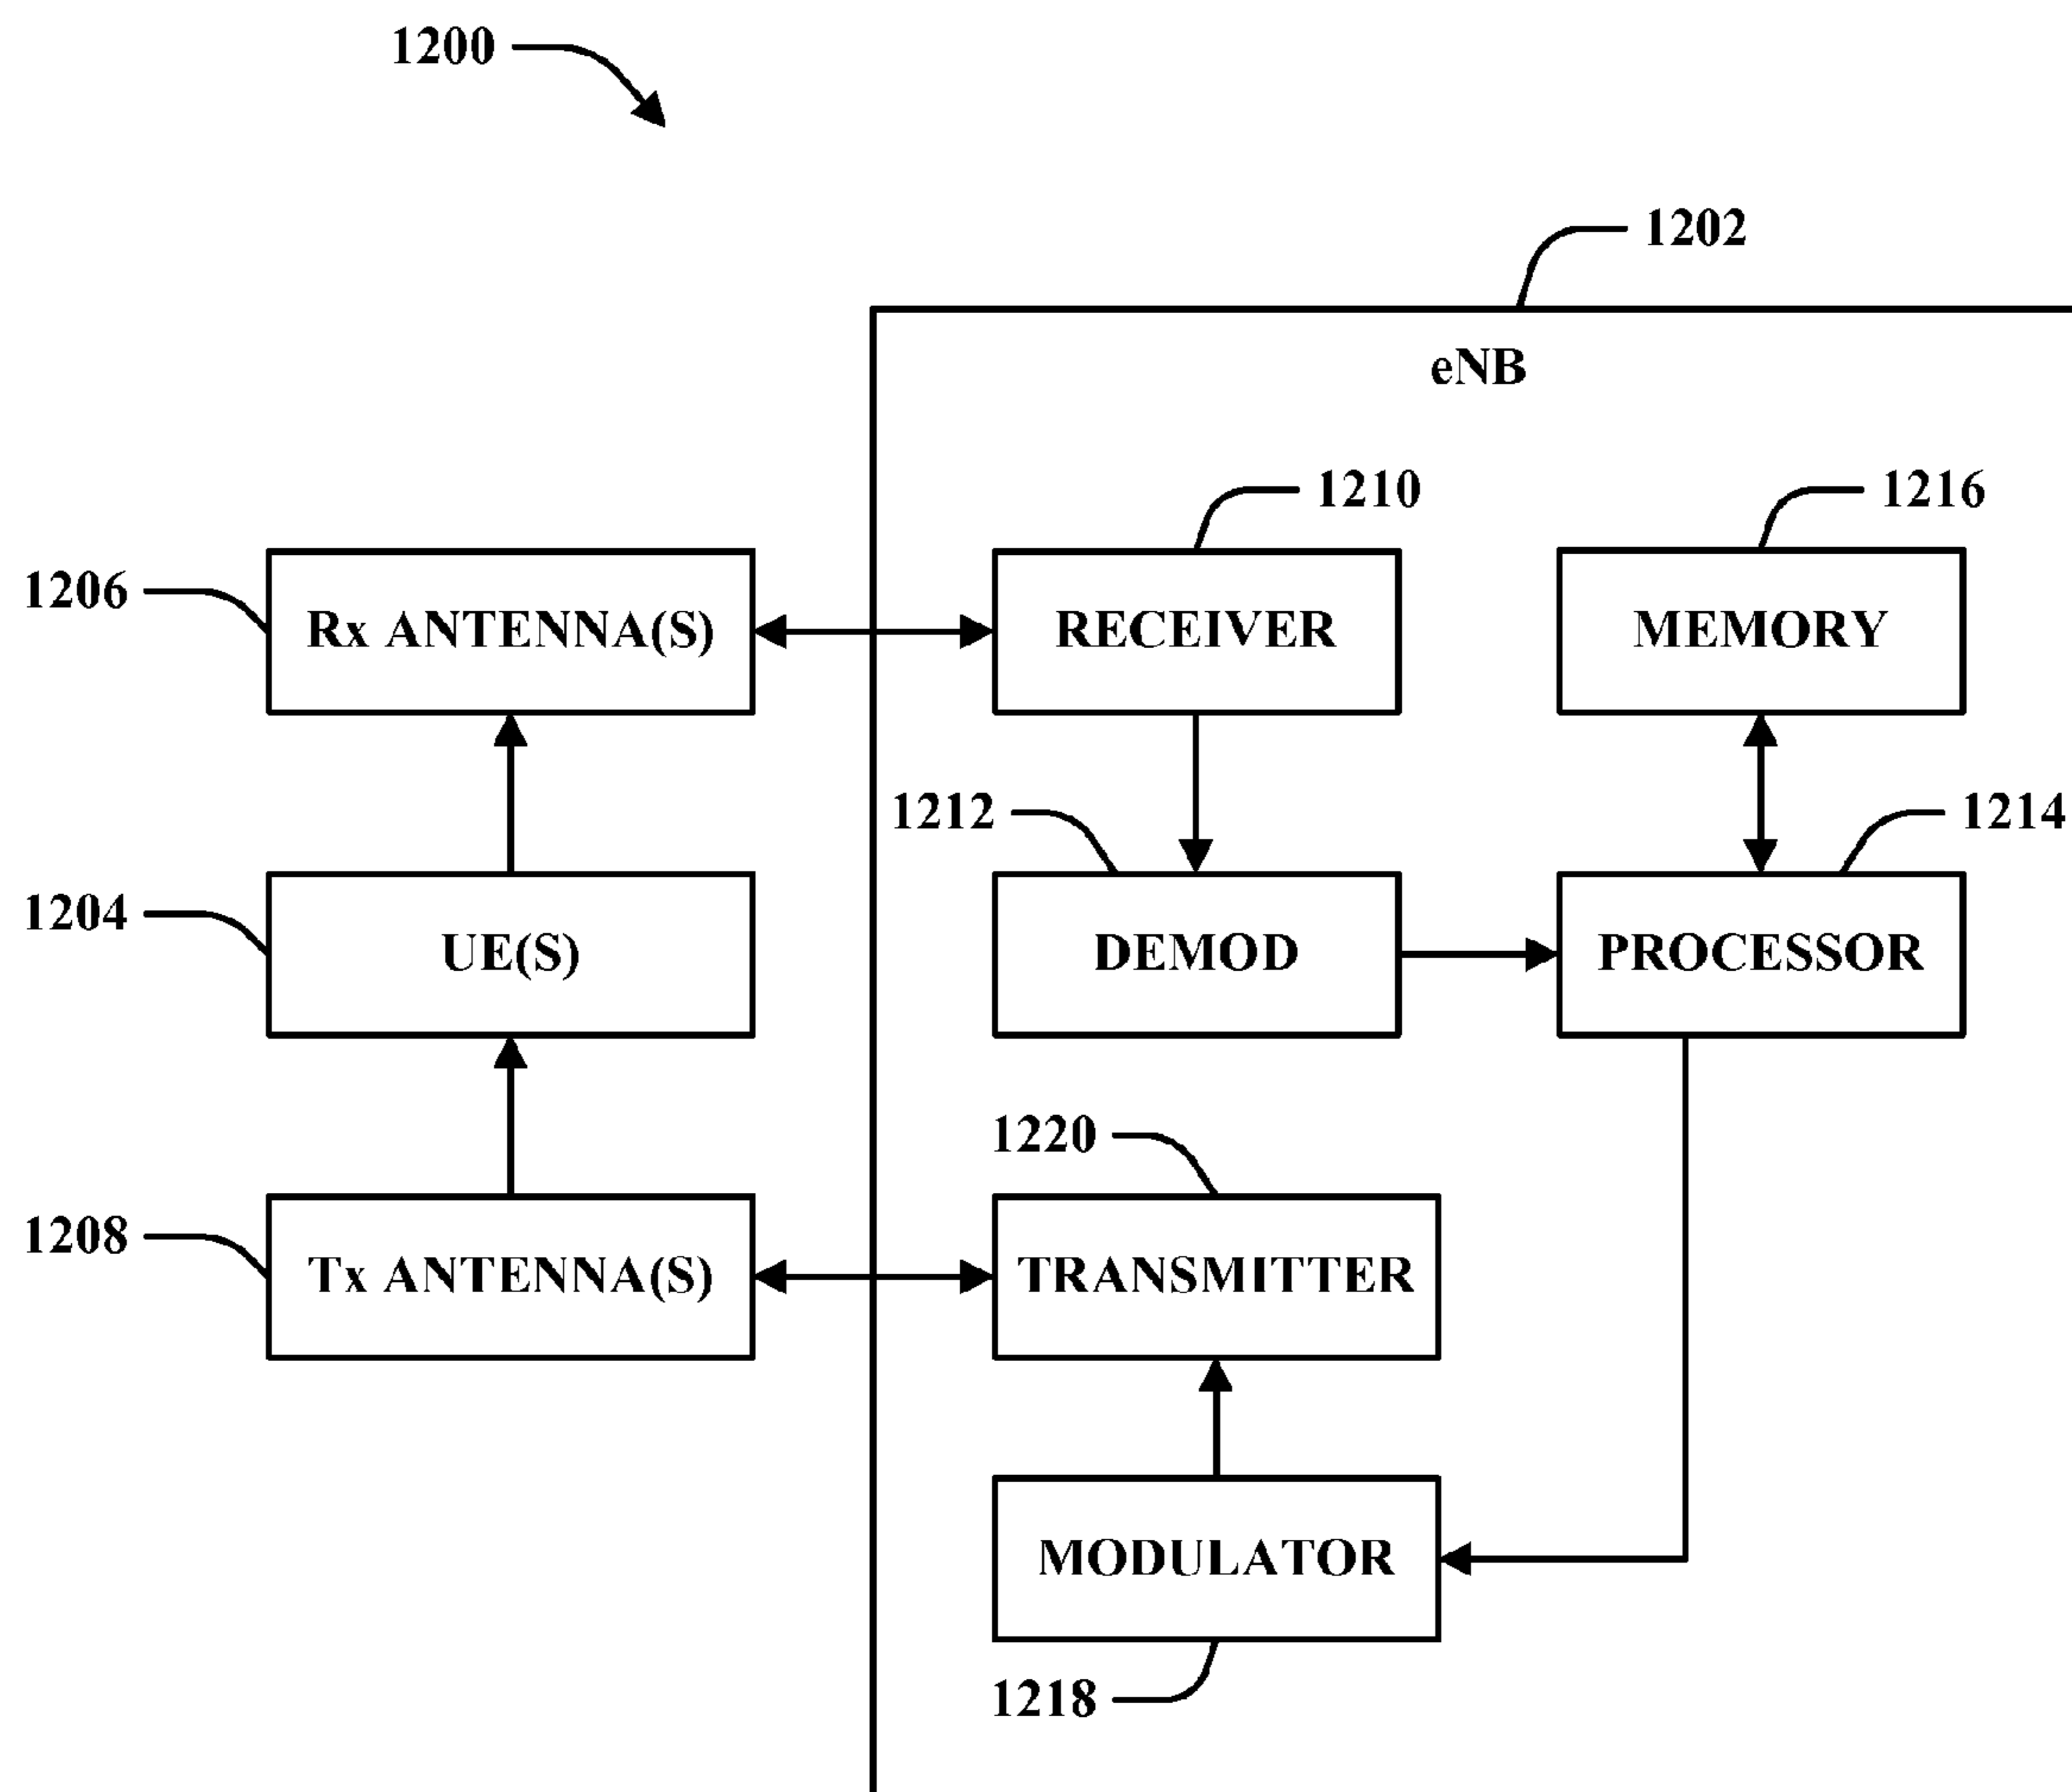 1200
1202
eNB
1210
1216
1206
Rx ANTENNA(S)
RECEIVER
MEMORY
1212
1214
1204
UE(S)
DEMOD
PROCESSOR
1220
1208
Tx ANTENNA(S)
TRANSMITTER
MODULATOR
1218